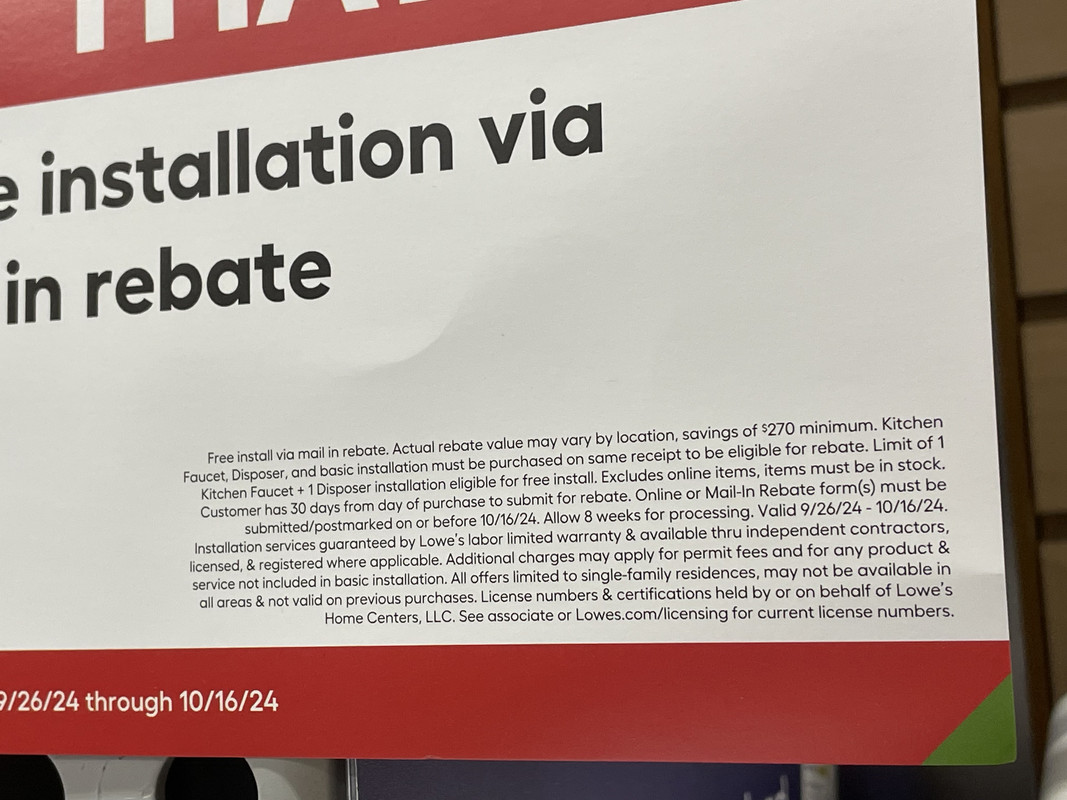 installation via
in rebate
Free install via mail in rebate. Actual rebate value may vary by location, savings of $270 minimum. Kitchen
Faucet, Disposer, and basic installation must be purchased on same receipt to be eligible for rebate. Limit of 1
Kitchen Faucet + 1 Disposer installation eligible for free install. Excludes online items, items must be in stock.
Customer has 30 days from day of purchase to submit for rebate. Online or Mail-In Rebate form(s) must be
submitted/postmarked on or before 10/16/24. Allow 8 weeks for processing. Valid 9/26/24 - 10/16/24.
Installation services guaranteed by Lowe's labor limited warranty & available thru independent contractors,
licensed, & registered where applicable. Additional charges may apply for permit fees and for any product &
service not included in basic installation. All offers limited to single-family residences, may not be available in
all areas & not valid on previous purchases. License numbers & certifications held by or on behalf of Lowe's
Home Centers, LLC. See associate or Lowes.com/licensing for current license numbers.
9/26/24 through 10/16/24